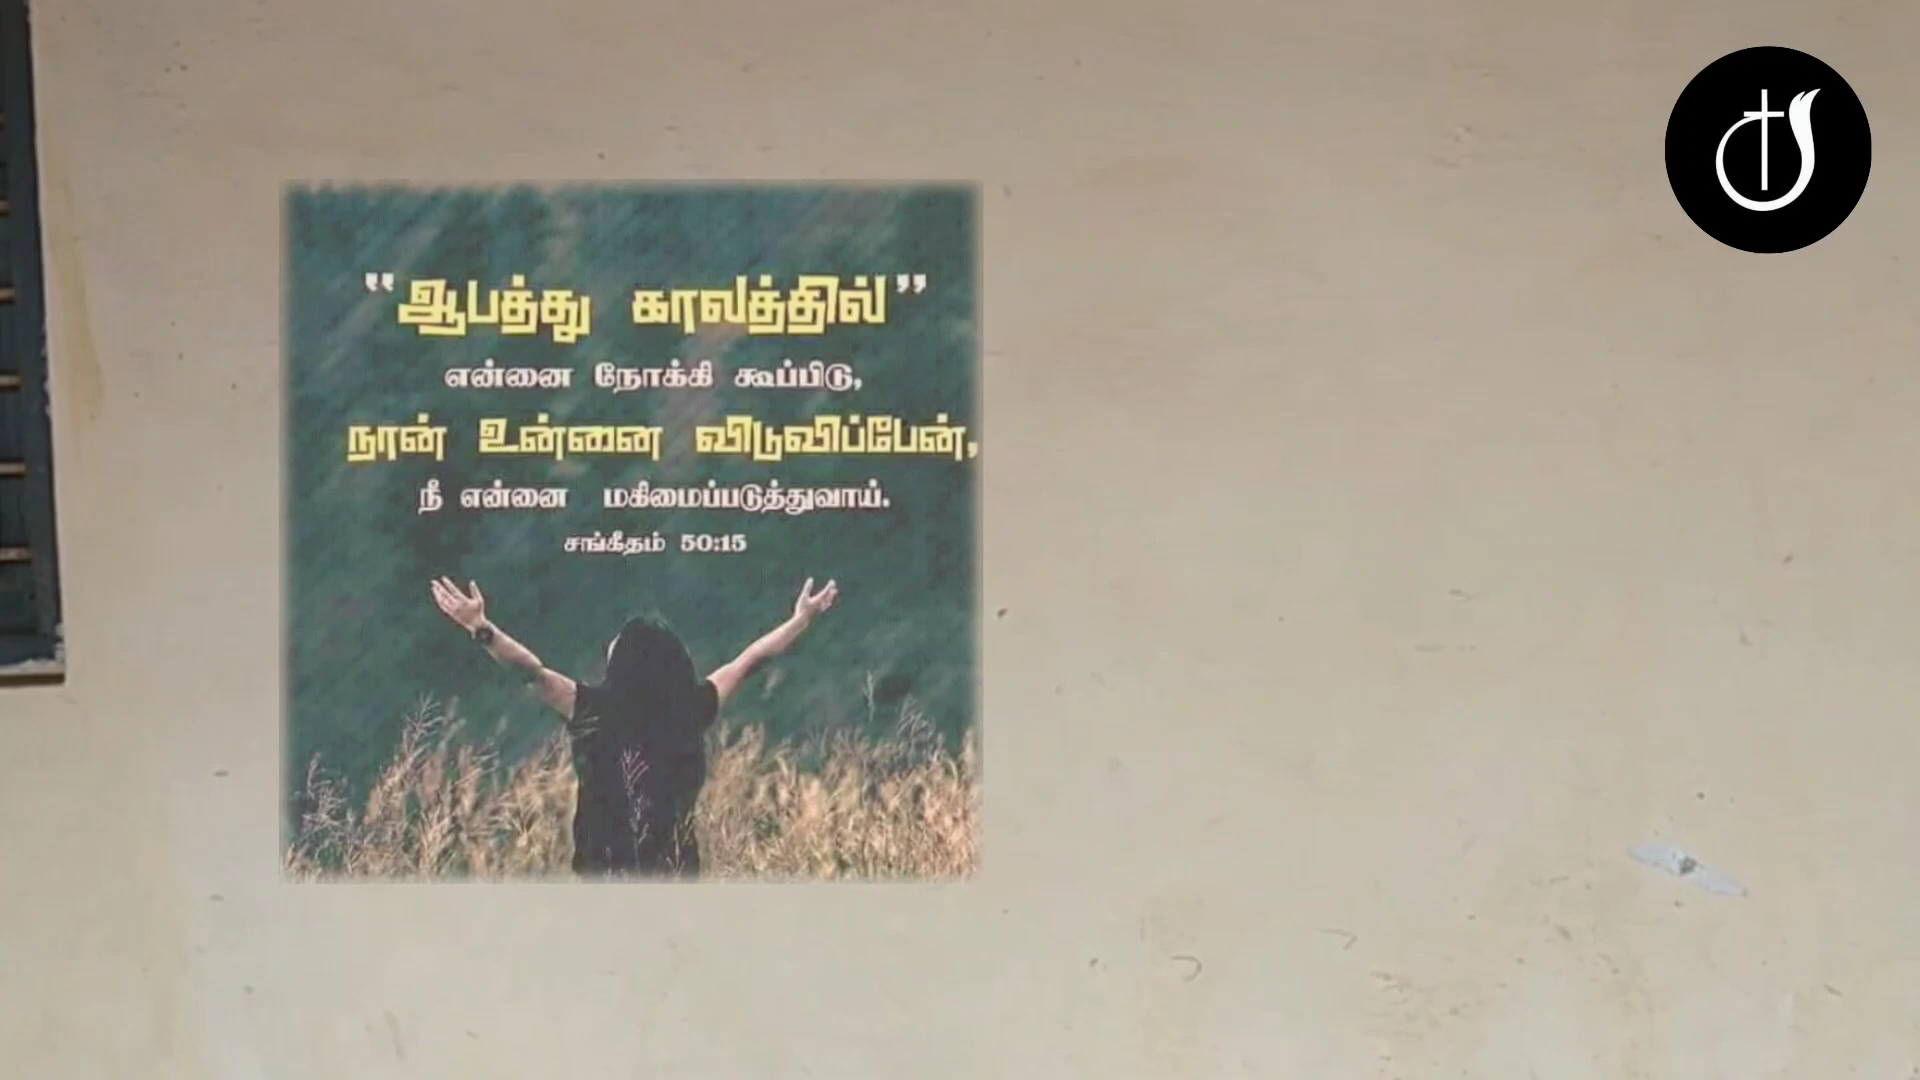 "ஆபத்து காலத்தில்"
என்னை நோக்கி கூப்பிடு,
நான் உன்னை விடுவிப்பேன்,
நீ என்னை மகிமைப்படுத்துவாய்.
சங்கீதம் 50:15